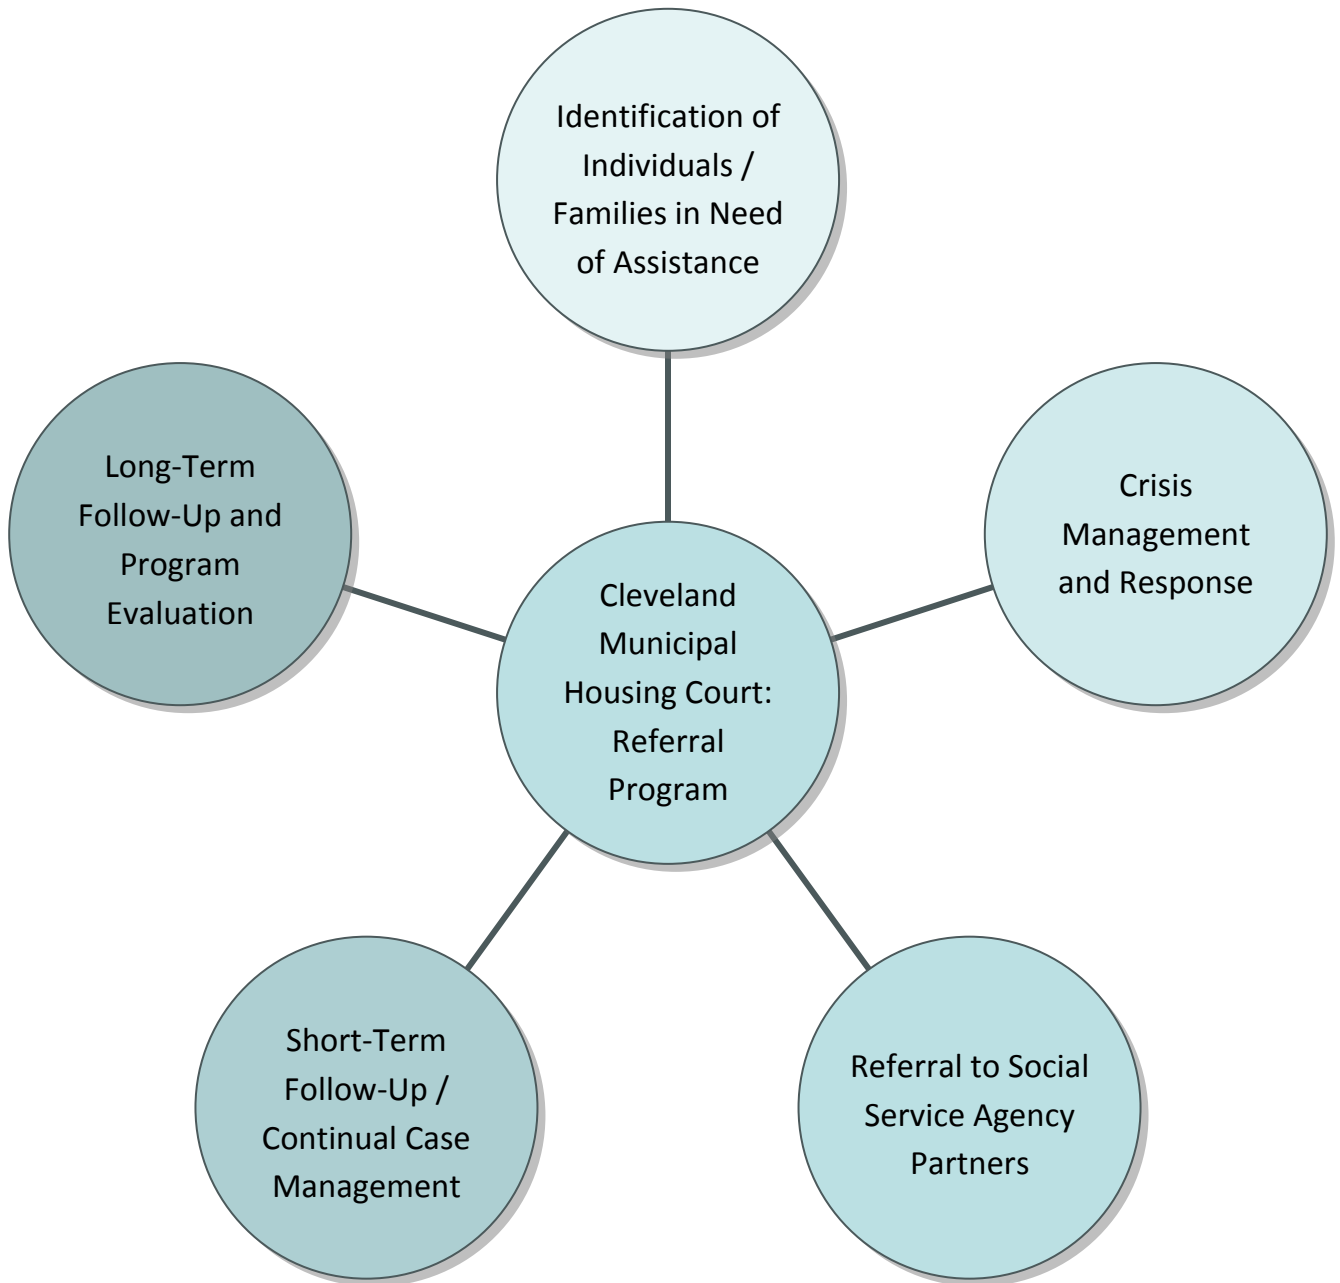 Identification of
Individuals /
Families in Need
of Assistance
Crisis
Management
and Response
Referral to Social
Service Agency
Partners
Short-Term
Follow-Up /
Continual Case
Management
Long-Term
Follow-Up and
Program
Evaluation
Cleveland
Municipal
Housing Court:
Referral
Program